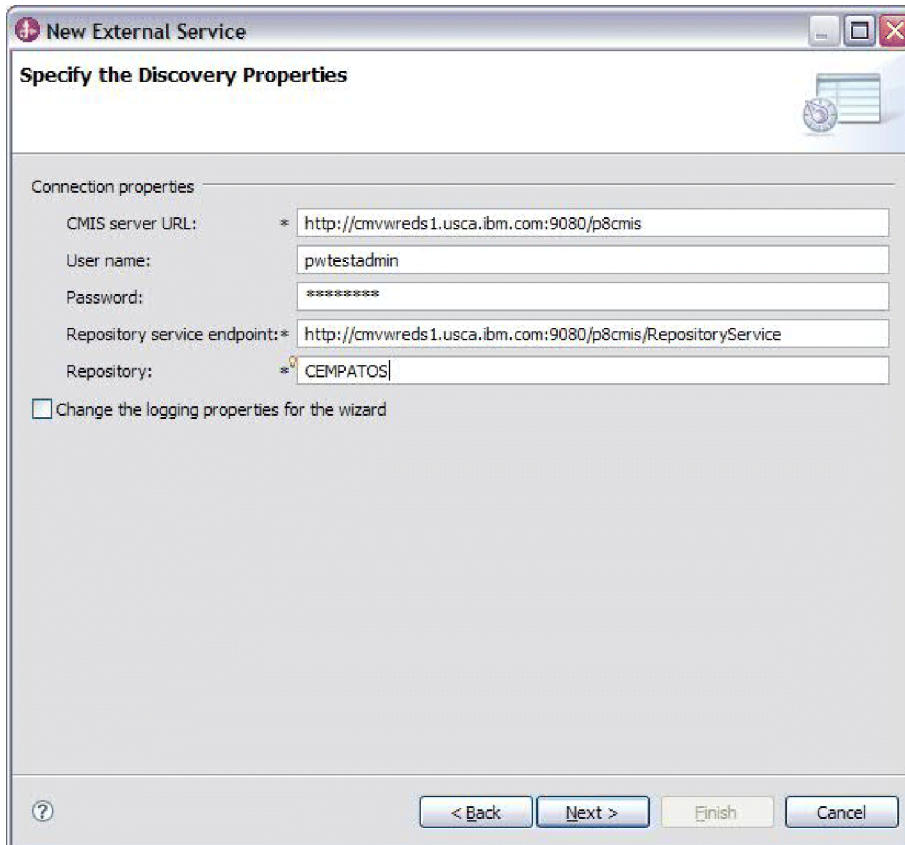 New External Service
Specify the Discovery Properties
Connection properties
CMIS server URL: * http://cmvwreds1.usca.ibm.com:9080/p8cmis
User name: pwtestadmin
Password: ********
Repository service endpoint:* http://cmvwreds1.usca.ibm.com:9080/p8cmis/RepositoryService
Repository: * CEMPATOS
Change the logging properties for the wizard
? < Back Next > Finish Cancel